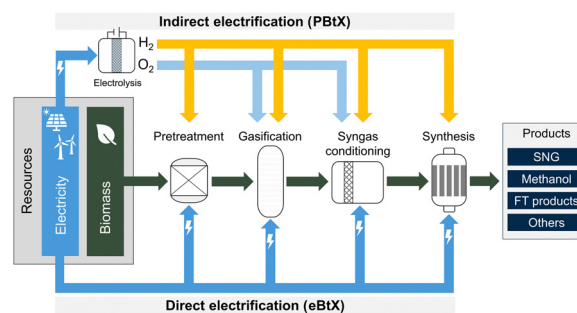 Indirect electrification (PBtX)
H2
O2
Electrolysis
Resources
Electricity
Biomass
Pretreatment
Gasification
Syngas
conditioning
Synthesis
Products
SNG
Methanol
FT products
Others
Direct electrification (eBtX)